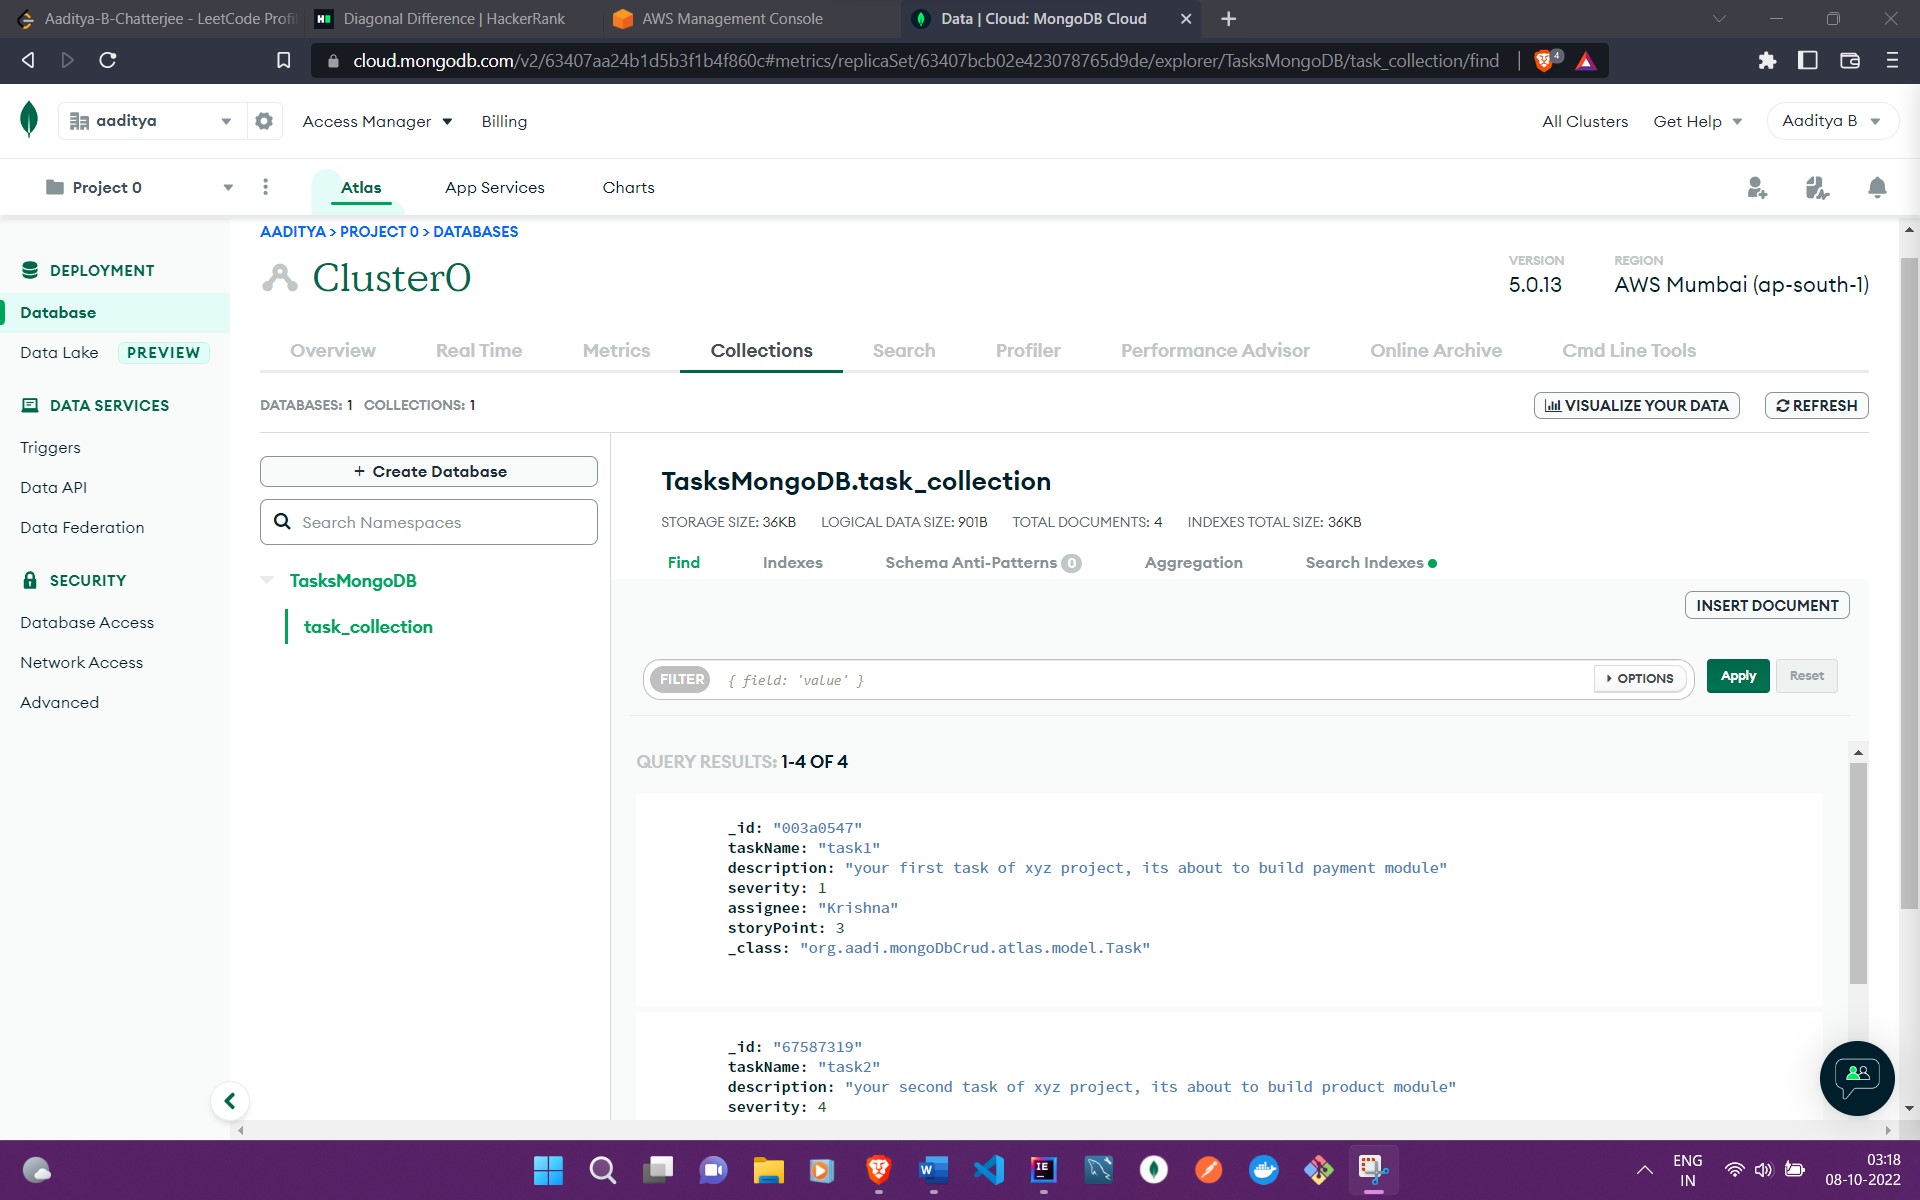 Aaditya-B-Chatterjee - LeetCode Profi
Diagonal Difference | HackerRank
AWS Management Console
Data | Cloud: MongoDB Cloud
cloud.mongodb.com/v2/63407aa24b1d5b3f1b4f860c#metrics/replicaSet/63407bcb02e423078765d9de/explorer/TasksMongoDB/task_collection/find
4
aaditya
Access Manager
Billing
All Clusters
Get Help
Aaditya B
Project 0
Atlas
App Services
Charts
AADITYA > PROJECT 0 > DATABASES
DEPLOYMENT
Database
Data Lake PREVIEW
DATA SERVICES
Triggers
Data API
Data Federation
SECURITY
Database Access
Network Access
Advanced
Cluster0
VERSION
5.0.13
REGION
AWS Mumbai (ap-south-1)
Overview
Real Time
Metrics
Collections
Search
Profiler
Performance Advisor
Online Archive
Cmd Line Tools
DATABASES: 1 COLLECTIONS: 1
VISUALIZE YOUR DATA
REFRESH
+ Create Database
Search Namespaces
TasksMongoDB
task_collection
TasksMongoDB.task_collection
STORAGE SIZE: 36KB LOGICAL DATA SIZE: 901B TOTAL DOCUMENTS: 4 INDEXES TOTAL SIZE: 36KB
Find
Indexes
Schema Anti-Patterns 0
Aggregation
Search Indexes
INSERT DOCUMENT
FILTER { field: 'value' }
OPTIONS
Apply
Reset
QUERY RESULTS: 1-4 OF 4
_id: "003a0547"
taskName: "task1"
description: "your first task of xyz project, its about to build payment module"
severity: 1
assignee: "Krishna"
storyPoint: 3
_class: "org.aadi.mongoDbCrud.atlas.model.Task"
_id: "67587319"
taskName: "task2"
description: "your second task of xyz project, its about to build product module"
severity: 4
ENG
IN
03:18
08-10-2022